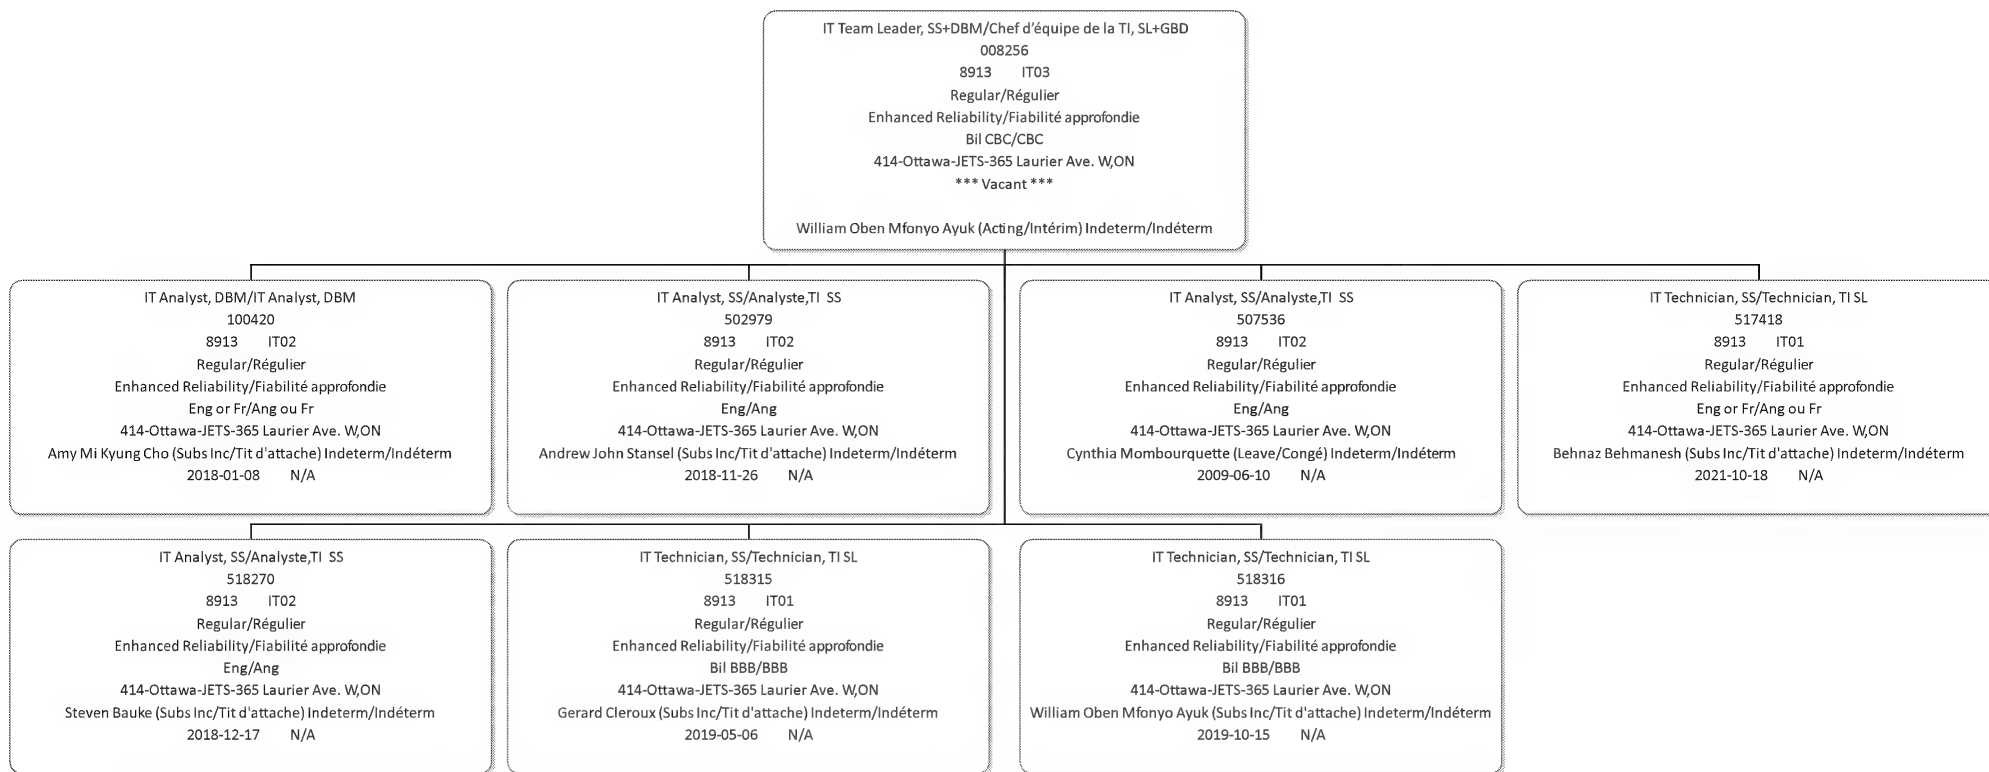 IT Team Leader, SS+DBM/Chef d’équipe de la TI, SL+GBD
008256
8913 IT03
Regular/Régulier
Enhanced Reliability/Fiabilité approfondie
Bil CBC/CBC
414-Ottawa-JETS-365 Laurier Ave. W,ON
*** Vacant ***
William Oben Mfonyo Ayuk (Acting/Intérim) Indeterm/Indéterm
IT Analyst, DBM/IT Analyst, DBM
100420
8913 IT02
Regular/Régulier
Enhanced Reliability/Fiabilité approfondie
Eng or Fr/Ang ou Fr
414-Ottawa-JETS-365 Laurier Ave. W,ON
Amy Mi Kyung Cho (Subs Inc/Tit d'attache) Indeterm/Indéterm
2018-01-08 N/A
IT Analyst, SS/Analyste,TI SS
502979
8913 IT02
Regular/Régulier
Enhanced Reliability/Fiabilité approfondie
Eng/Ang
414-Ottawa-JETS-365 Laurier Ave. W,ON
Andrew John Stansel (Subs Inc/Tit d'attache) Indeterm/Indéterm
2018-11-26 N/A
IT Analyst, SS/Analyste,TI SS
507536
8913 IT02
Regular/Régulier
Enhanced Reliability/Fiabilité approfondie
Eng/Ang
414-Ottawa-JETS-365 Laurier Ave. W,ON
Cynthia Mombourquette (Leave/Congé) Indeterm/Indéterm
2009-06-10 N/A
IT Technician, SS/Technician, TI SL
517418
8913 IT01
Regular/Régulier
Enhanced Reliability/Fiabilité approfondie
Eng or Fr/Ang ou Fr
414-Ottawa-JETS-365 Laurier Ave. W,ON
Behnaz Behmanesh (Subs Inc/Tit d'attache) Indeterm/Indéterm
2021-10-18 N/A
IT Analyst, SS/Analyste,TI SS
518270
8913 IT02
Regular/Régulier
Enhanced Reliability/Fiabilité approfondie
Eng/Ang
414-Ottawa-JETS-365 Laurier Ave. W,ON
Steven Bauke (Subs Inc/Tit d'attache) Indeterm/Indéterm
2018-12-17 N/A
IT Technician, SS/Technician, TI SL
518315
8913 IT01
Regular/Régulier
Enhanced Reliability/Fiabilité approfondie
Bil BBB/BBB
414-Ottawa-JETS-365 Laurier Ave. W,ON
Gerard Cleroux (Subs Inc/Tit d'attache) Indeterm/Indéterm
2019-05-06 N/A
IT Technician, SS/Technician, TI SL
518316
8913 IT01
Regular/Régulier
Enhanced Reliability/Fiabilité approfondie
Bil BBB/BBB
414-Ottawa-JETS-365 Laurier Ave. W,ON
William Oben Mfonyo Ayuk (Subs Inc/Tit d'attache) Indeterm/Indéterm
2019-10-15 N/A